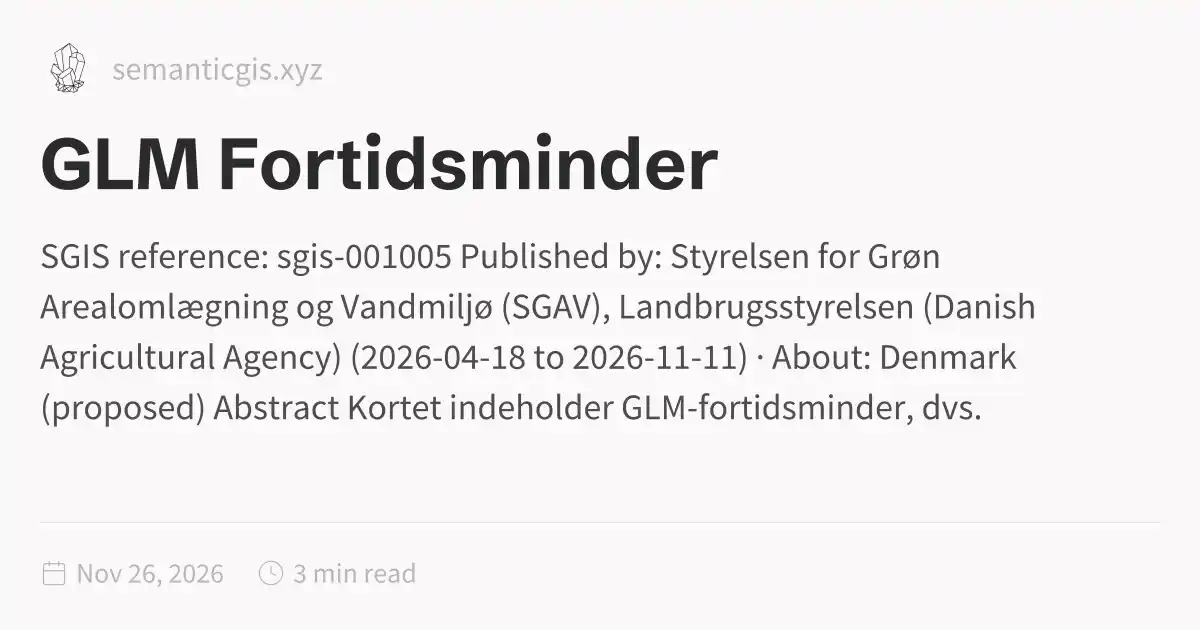 semanticgis.xyz
GLM Fortidsminder
SGIS reference: sgis-001005 Published by: Styrelsen for Grøn
Arealomlægning og Vandmiljø (SGAV), Landbrugsstyrelsen (Danish
Agricultural Agency) (2026-04-18 to 2026-11-11) · About: Denmark
(proposed) Abstract Kortet indeholder GLM-fortidsminder, dvs.
Nov 26, 2026 3 min read